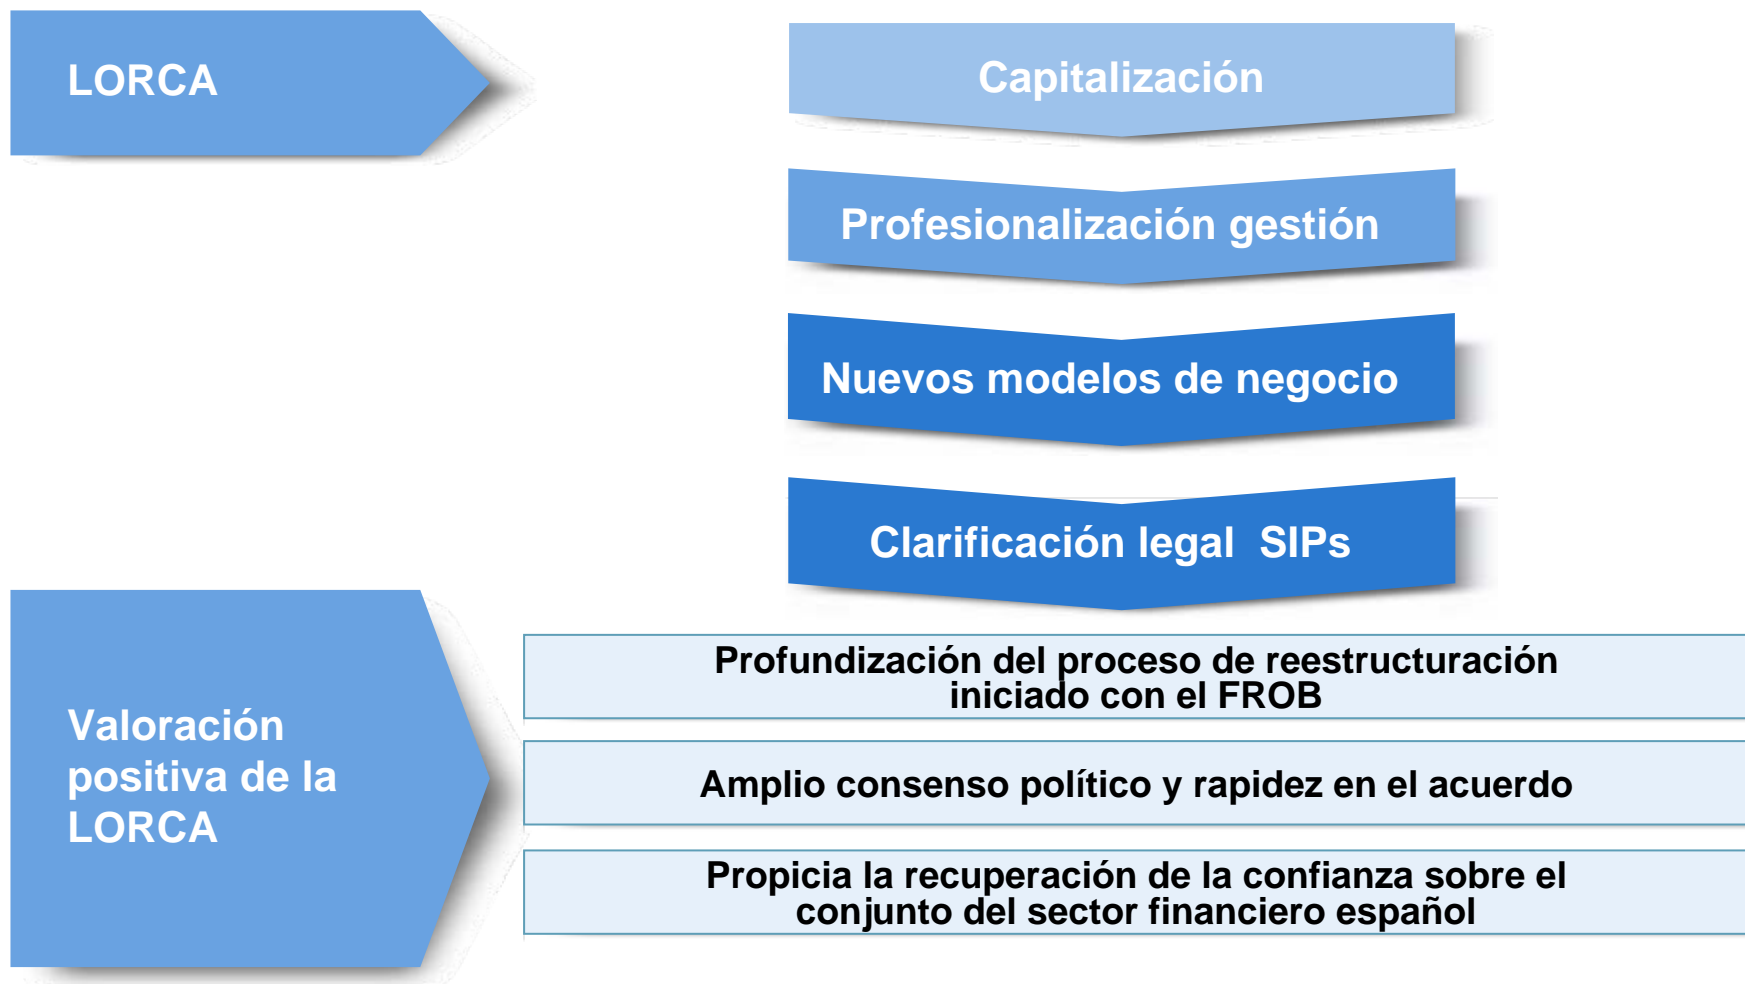 LORCA
Capitalización
Profesionalización gestión
Nuevos modelos de negocio
Clarificación legal  SIPs
Valoración
positiva de la
LORCA
Profundización del proceso de reestructuración
iniciado con el FROB
Amplio consenso político y rapidez en el acuerdo
Propicia la recuperación de la confianza sobre el
conjunto del sector financiero español